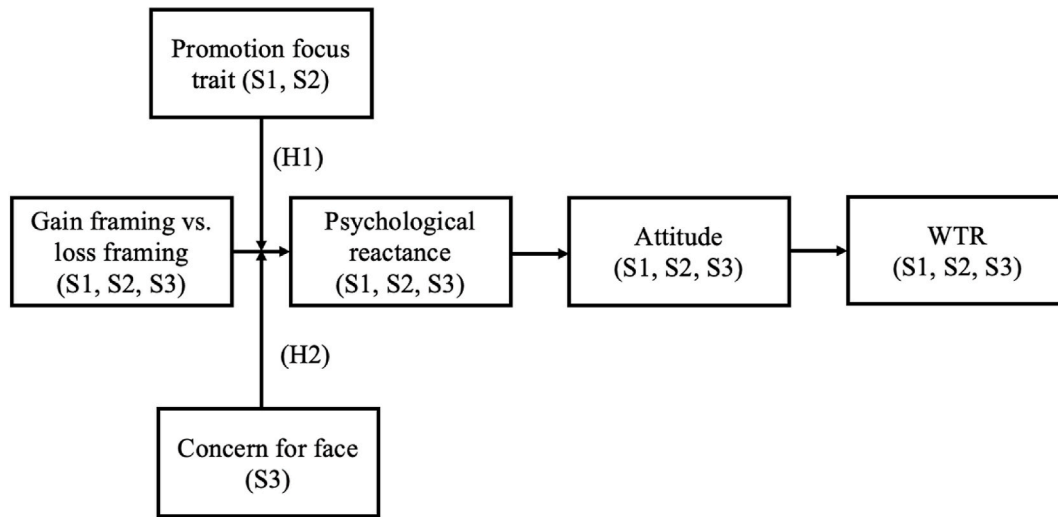 Promotion focus
trait (S1, S2)
(H1)
Gain framing vs.
loss framing
(S1, S2, S3)
Psychological
reactance
(S1, S2, S3)
Attitude
(S1, S2, S3)
WTR
(S1, S2, S3)
(H2)
Concern for face
(S3)